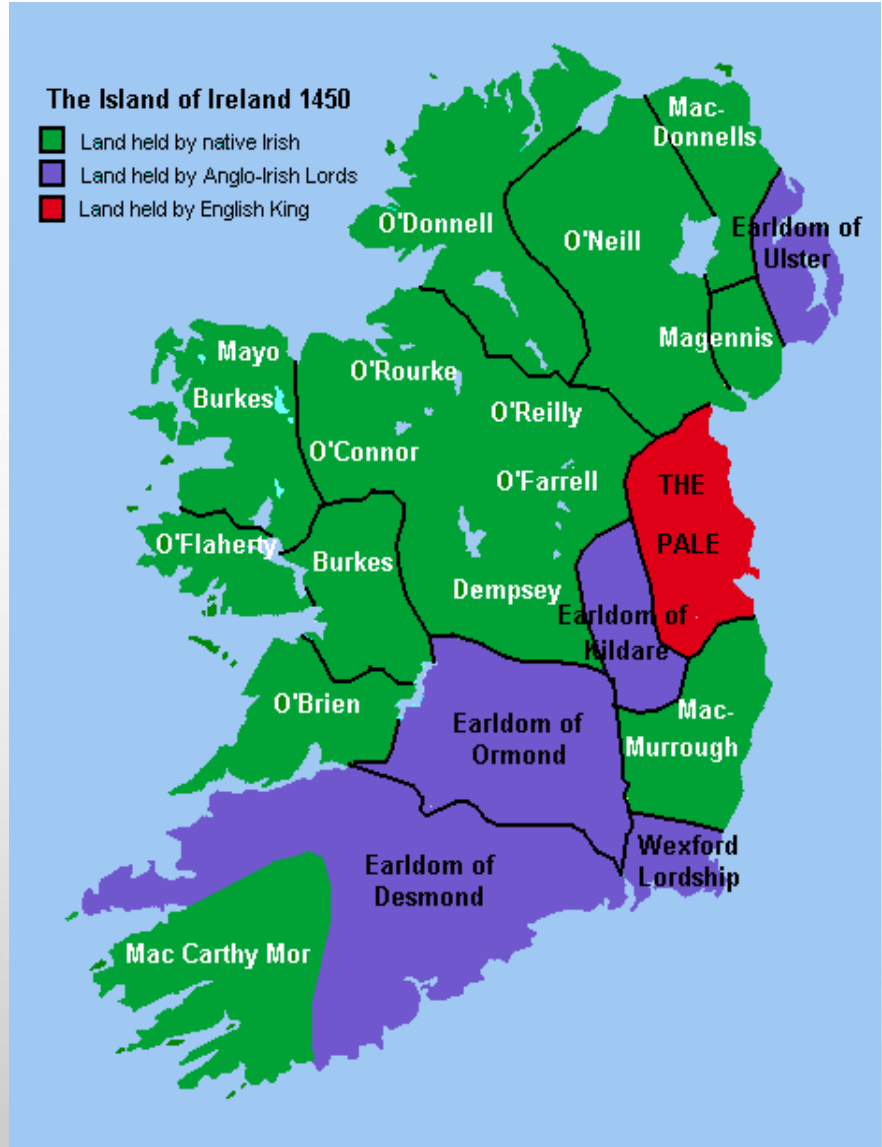 The Island of Ireland 1450
Land held by native Irish
Land held by Anglo-Irish Lords
Land held by English King
Mac-
Donnells
O'Donnell
O'Neill
Earldom of
Ulster
Magennis
Mayo
Burkes
O'Rourke
O'Reilly
O'Connor
O'Farrell
THE
PALE
O'Flaherty
Burkes
Dempsey
Earldom of
Kildare
O'Brien
Earldom of
Ormond
Mac-
Murrough
Wexford
Lordship
Earldom of
Desmond
Mac Carthy Mor